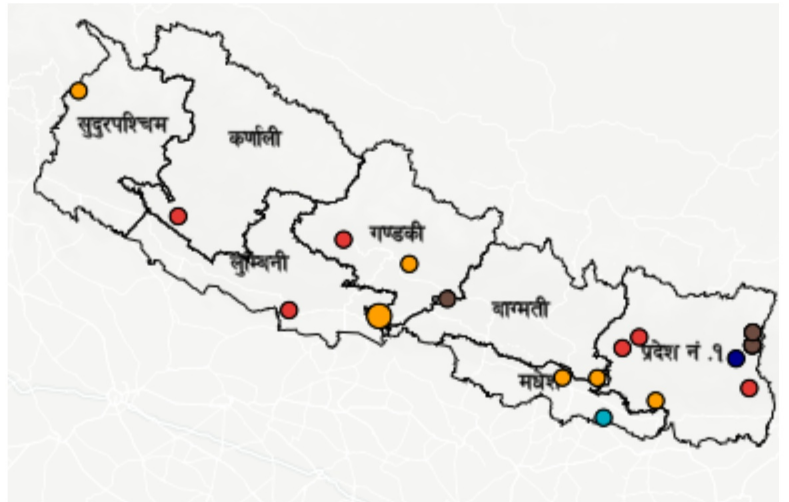 सुदुरपश्चिम
कर्णाली
गण्डकी
लुम्बिनी
बाग्मती
प्रदेश नं .१
मधेश